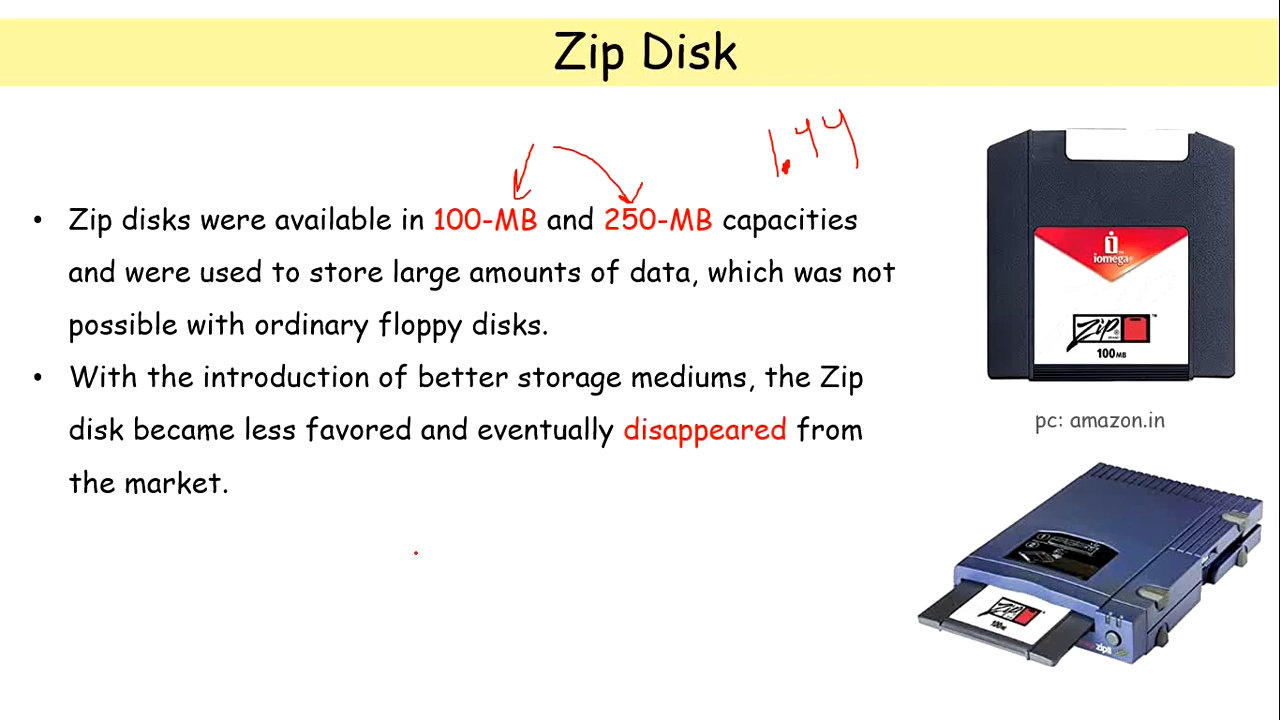 Zip Disk
1.44
• Zip disks were available in 100-MB and 250-MB capacities
and were used to store large amounts of data, which was not
possible with ordinary floppy disks.
• With the introduction of better storage mediums, the Zip
disk became less favored and eventually disappeared from
the market.
iomega
Zip
100MB
pc: amazon.in
Zip
100MB
zip